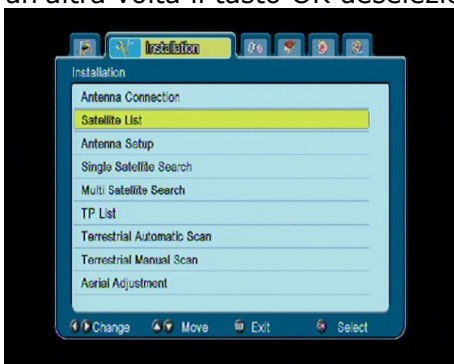 un'altra volta il tasto OK deselezio
Installation
Installation
Antenna Connection
Satellite List
Antenna Setup
Single Satellite Search
Multi Satellite Search
TP List
Terrestrial Automatic Scan
Terrestrial Manual Scan
Aerial Adjustment
Change Move Exit Select